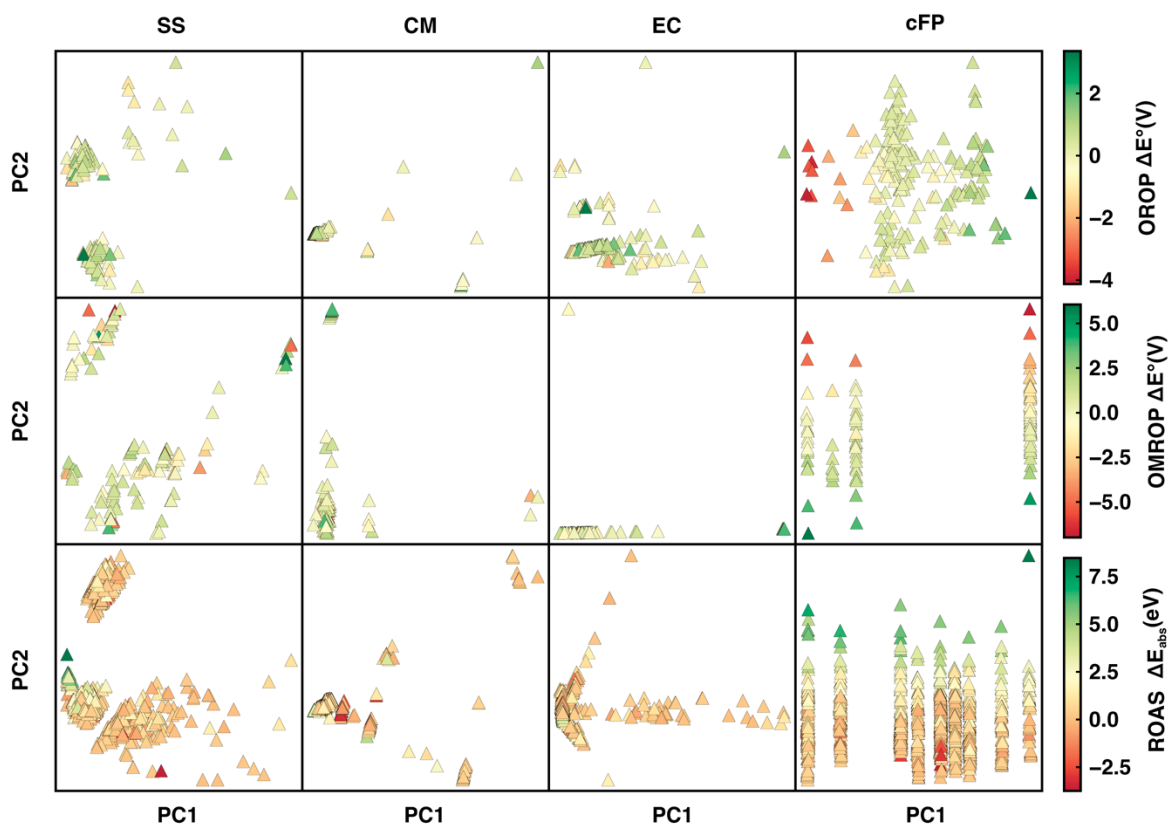 SS CM EC cFP
PC2
2
0
−2
−4
OROP ΔE°(V)
PC2
5.0
2.5
0.0
−2.5
−5.0
OMROP ΔE°(V)
PC2
7.5
5.0
2.5
0.0
−2.5
ROAS ΔE_abs(eV)
PC1 PC1 PC1 PC1